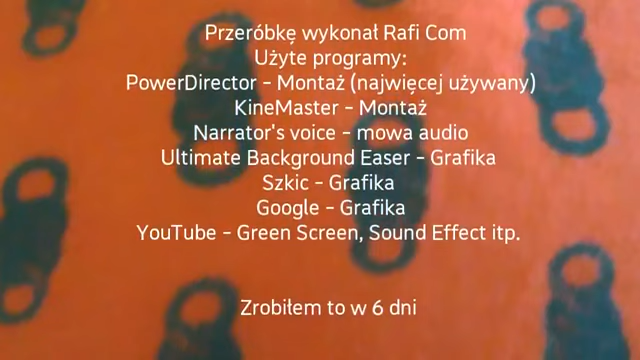 Przeróbkę wykonał Rafi Com
Użyte programy:
PowerDirector - Montaż (najwięcej używany)
KineMaster - Montaż
Narrator's voice - mowa audio
Ultimate Background Easer - Grafika
Szkic - Grafika
Google - Grafika
YouTube - Green Screen, Sound Effect itp.
Zrobiłem to w 6 dni